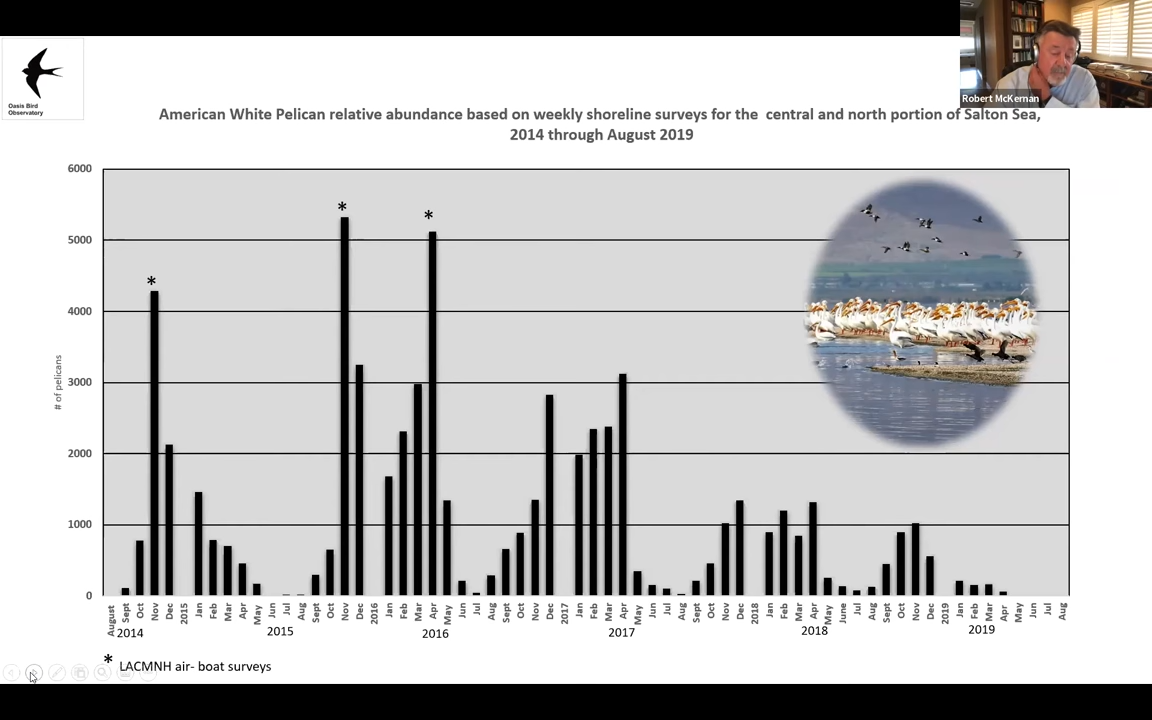 Oasis Bird
Observatory
Robert McKernan
American White Pelican relative abundance based on weekly shoreline surveys for the central and north portion of Salton Sea,
2014 through August 2019
# of pelicans
6000
5000
4000
3000
2000
1000
0
*
*
*
August Sept Oct Nov Dec 2015 Jan Feb Mar Apr May Jun Jul Aug Sept Oct Nov Dec 2016 Jan Feb Mar Apr May Jun Jul Aug Sept Oct Nov Dec 2017 Jan Feb Mar Apr May Jun Jul Aug Sept Oct Nov Dec 2018 Jan Feb Mar Apr May June Jul Aug Sept Oct Nov Dec 2019 Jan Feb Mar Apr May Jun Jul Aug
2014 2015 2016 2017 2018 2019
* LACMNH air- boat surveys